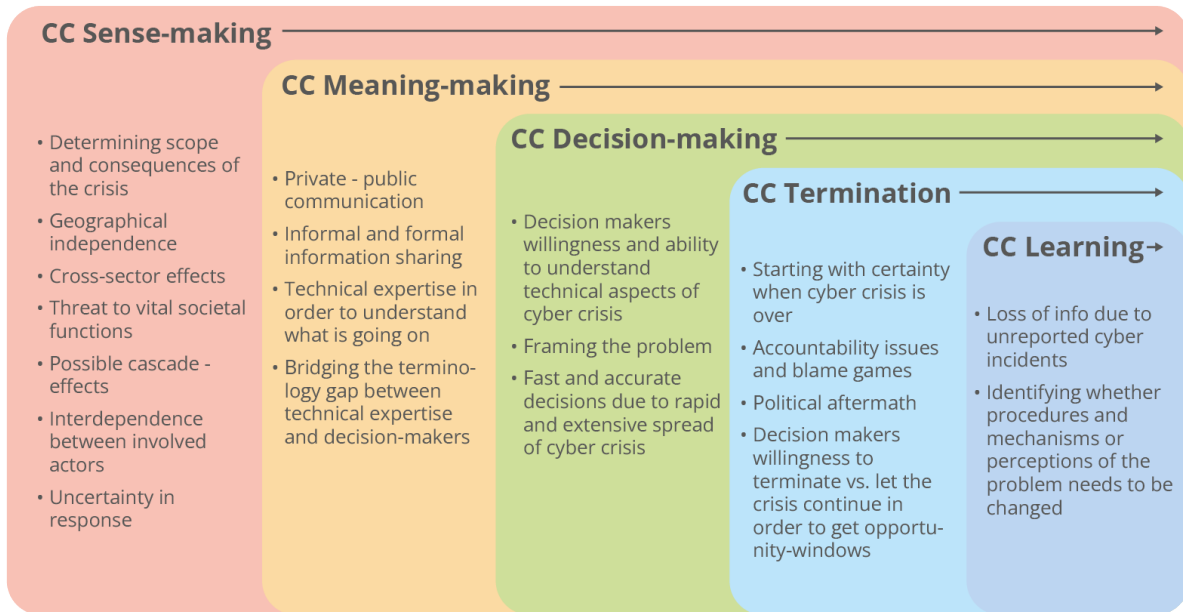 CC Sense-making
• Determining scope
and consequences of
the crisis
• Geographical
independence
• Cross-sector effects
• Threat to vital societal
functions
• Possible cascade -
effects
• Interdependence
between involved
actors
• Uncertainty in
response
CC Meaning-making
• Private - public
communication
• Informal and formal
information sharing
• Technical expertise in
order to understand
what is going on
• Bridging the termino-
logy gap between
technical expertise
and decision-makers
CC Decision-making
• Decision makers
willingness and ability
to understand
technical aspects of
cyber crisis
• Framing the problem
• Fast and accurate
decisions due to rapid
and extensive spread
of cyber crisis
CC Termination
• Starting with certainty
when cyber crisis is
over
• Accountability issues
and blame games
• Political aftermath
• Decision makers
willingness to
terminate vs. let the
crisis continue in
order to get opportu-
nity-windows
CC Learning
• Loss of info due to
unreported cyber
incidents
• Identifying whether
procedures and
mechanisms or
perceptions of the
problem needs to be
changed